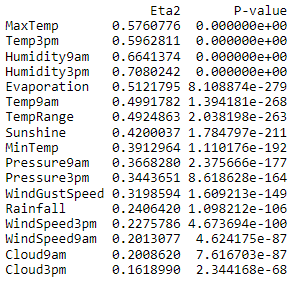 Eta2 P-value
MaxTemp 0.5760776 0.000000e+00
Temp3pm 0.5962811 0.000000e+00
Humidity9am 0.6641374 0.000000e+00
Humidity3pm 0.7080242 0.000000e+00
Evaporation 0.5121795 8.108874e-279
Temp9am 0.4991782 1.394181e-268
TempRange 0.4924863 2.038198e-263
Sunshine 0.4200037 1.784797e-211
MinTemp 0.3912964 1.110176e-192
Pressure9am 0.3668280 2.375666e-177
Pressure3pm 0.3443651 8.618628e-164
WindGustSpeed 0.3198594 1.609213e-149
Rainfall 0.2406420 1.098212e-106
WindSpeed3pm 0.2275786 4.673694e-100
WindSpeed9am 0.2013077 4.624175e-87
Cloud9am 0.2008620 7.616703e-87
Cloud3pm 0.1618990 2.344168e-68